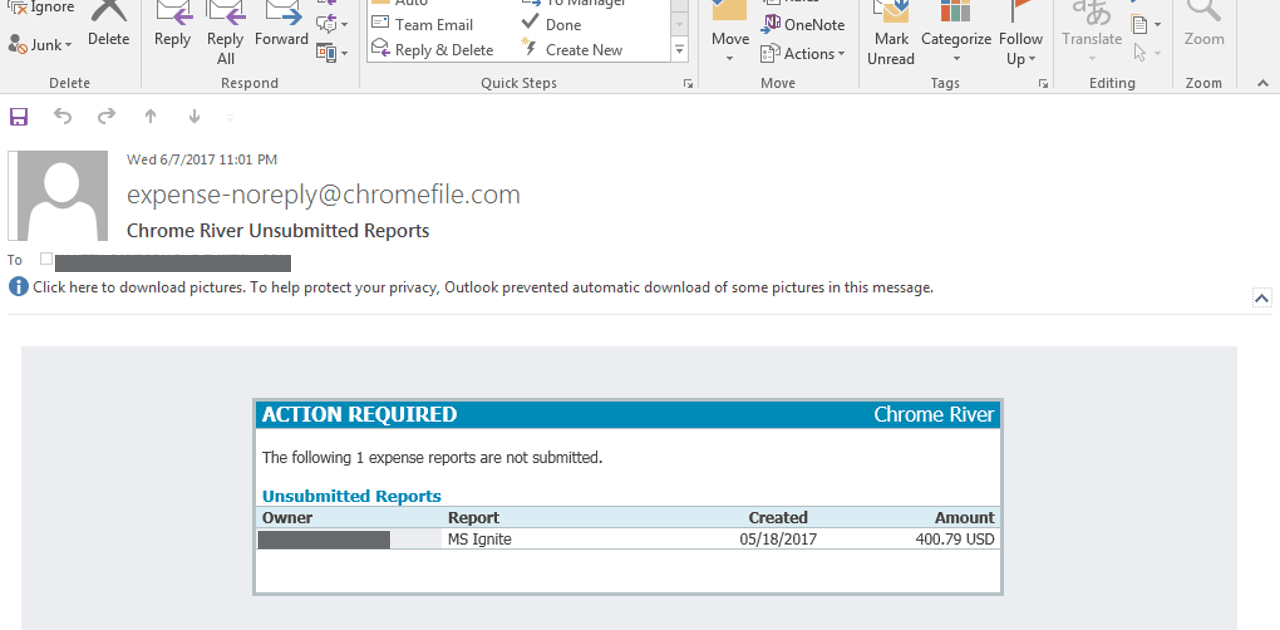 Ignore
Auto
To Manager
Junk
Delete
Reply
Reply All
Forward
Team Email
Done
Reply & Delete
Create New
Move
OneNote
Actions
Mark Unread
Categorize
Follow Up
Translate
Zoom
Delete
Respond
Quick Steps
Move
Tags
Editing
Zoom
Wed 6/7/2017 11:01 PM
expense-noreply@chromefile.com
Chrome River Unsubmitted Reports
To
Click here to download pictures. To help protect your privacy, Outlook prevented automatic download of some pictures in this message.
ACTION REQUIRED Chrome River
The following 1 expense reports are not submitted.
Unsubmitted Reports
Owner Report Created Amount
MS Ignite 05/18/2017 400.79 USD